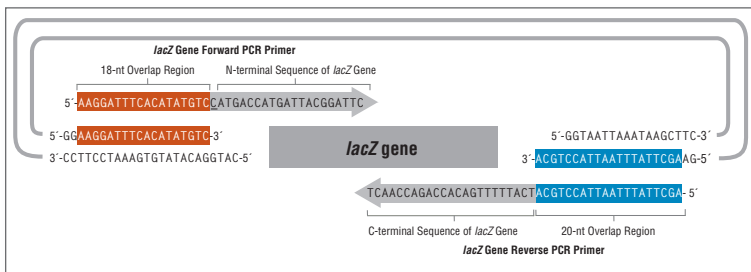 lacZ Gene Forward PCR Primer
18-nt Overlap Region
N-terminal Sequence of lacZ Gene
5´-AAGGATTTCACATATGTCCATGACCATGATTACGGATTC
5´-GGAAGGATTTCACATATGTC-3´
3´-CCTTCCTAAAGTGTATACAGGTAC-5´
lacZ gene
5´-GGTAATTAAATAAGCTTC-3´
3´-ACGTCCATTAATTTATTCGAAG-5´
TCAACCAGACCACAGTTTTTACTACGTCCATTAATTTATTCGA- 5´
C-terminal Sequence of lacZ Gene
20-nt Overlap Region
lacZ Gene Reverse PCR Primer